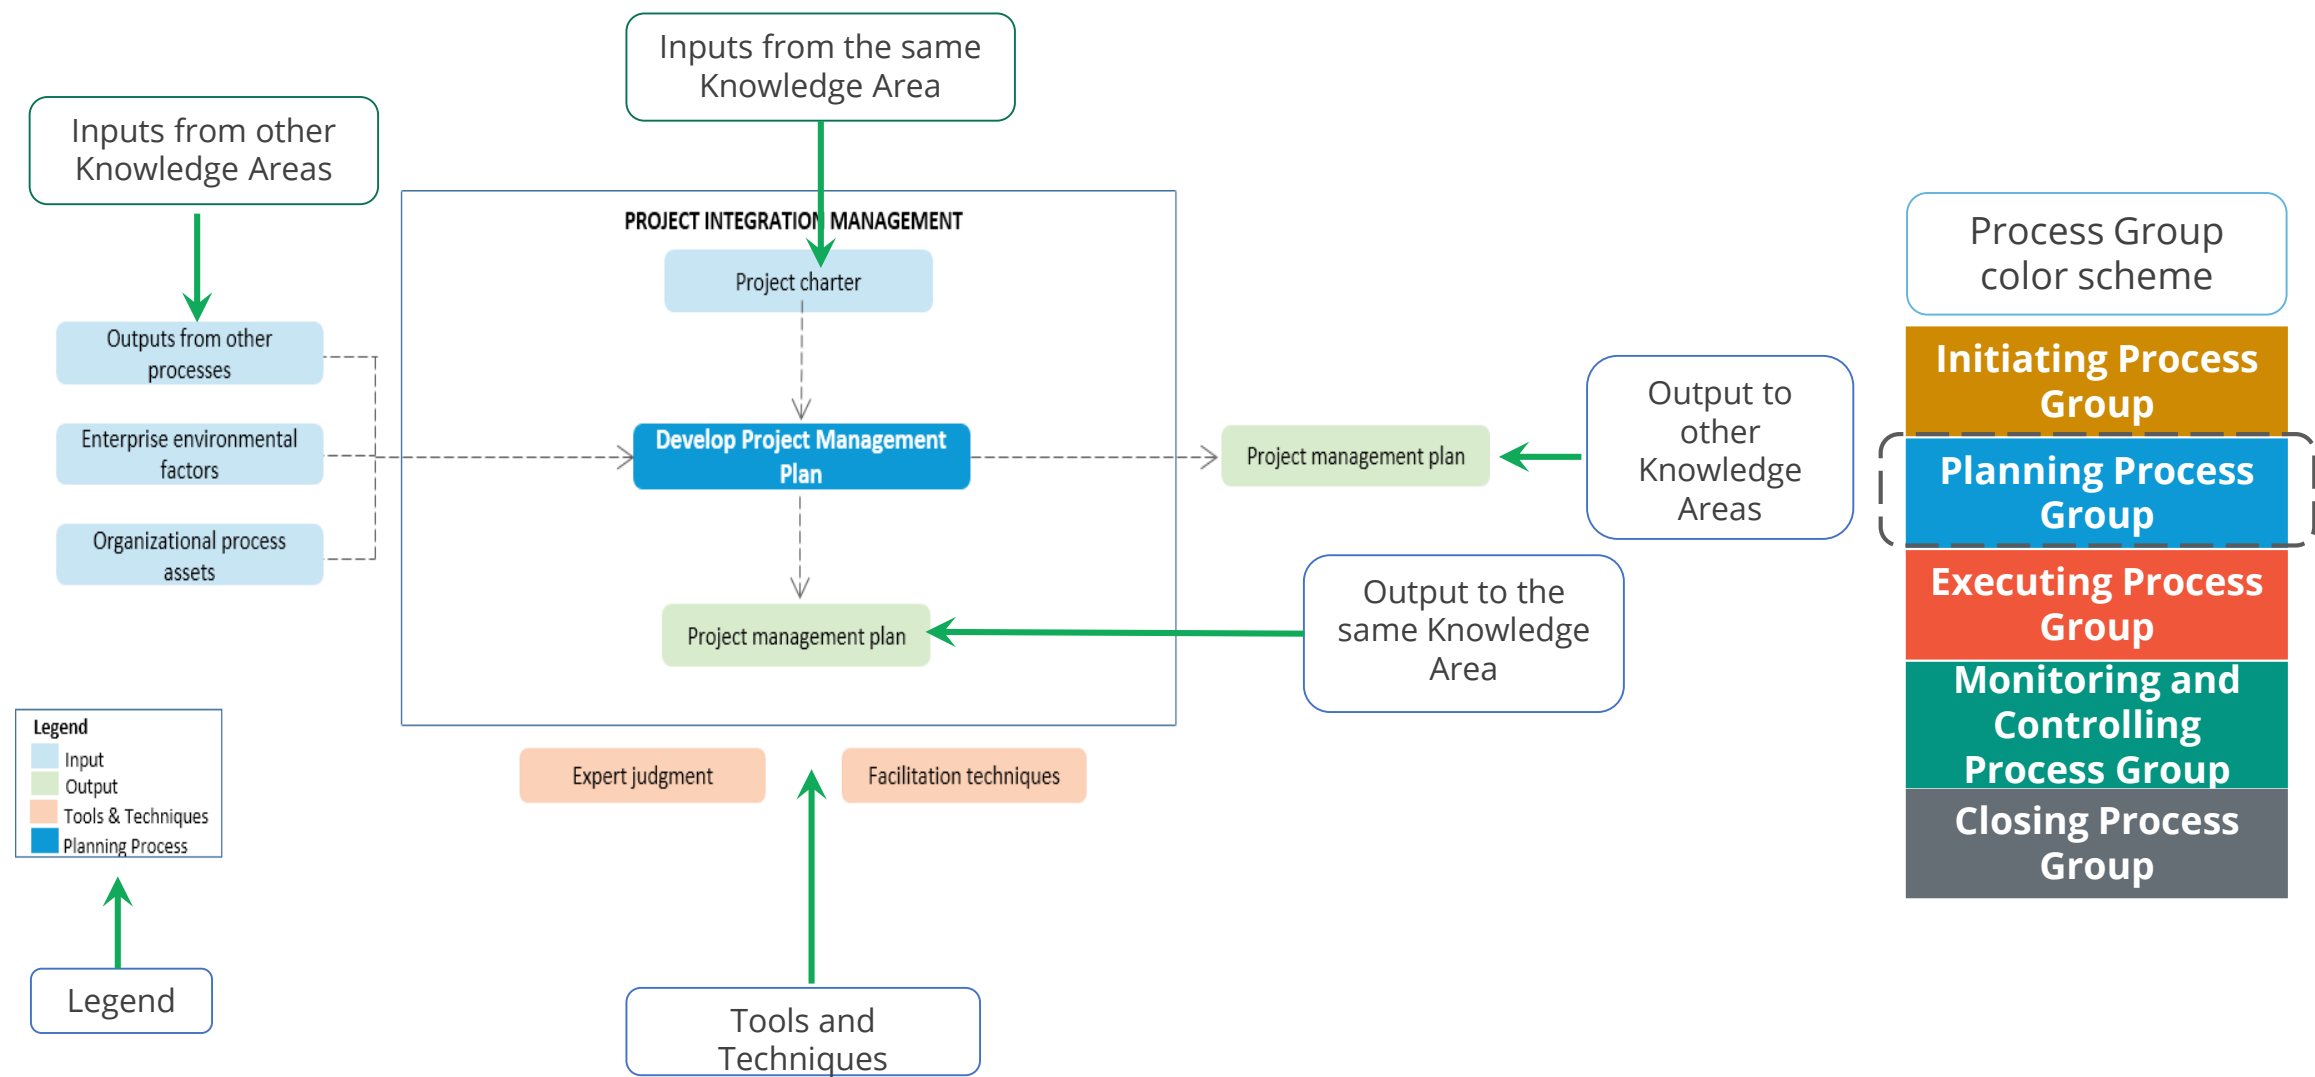 Inputs from the same
Knowledge Area
Inputs from other
Knowledge Areas
PROJECT INTEGRATION MANAGEMENT
Project charter
Outputs from other
processes
Enterprise environmental
factors
Organizational process
assets
Develop Project Management
Plan
Project management plan
Project management plan
Output to
other
Knowledge
Areas
Output to the
same Knowledge
Area
Process Group
color scheme
Initiating Process
Group
Planning Process
Group
Executing Process
Group
Monitoring and
Controlling
Process Group
Closing Process
Group
Legend
Input
Output
Tools & Techniques
Planning Process
Expert judgment
Facilitation techniques
Legend
Tools and
Techniques